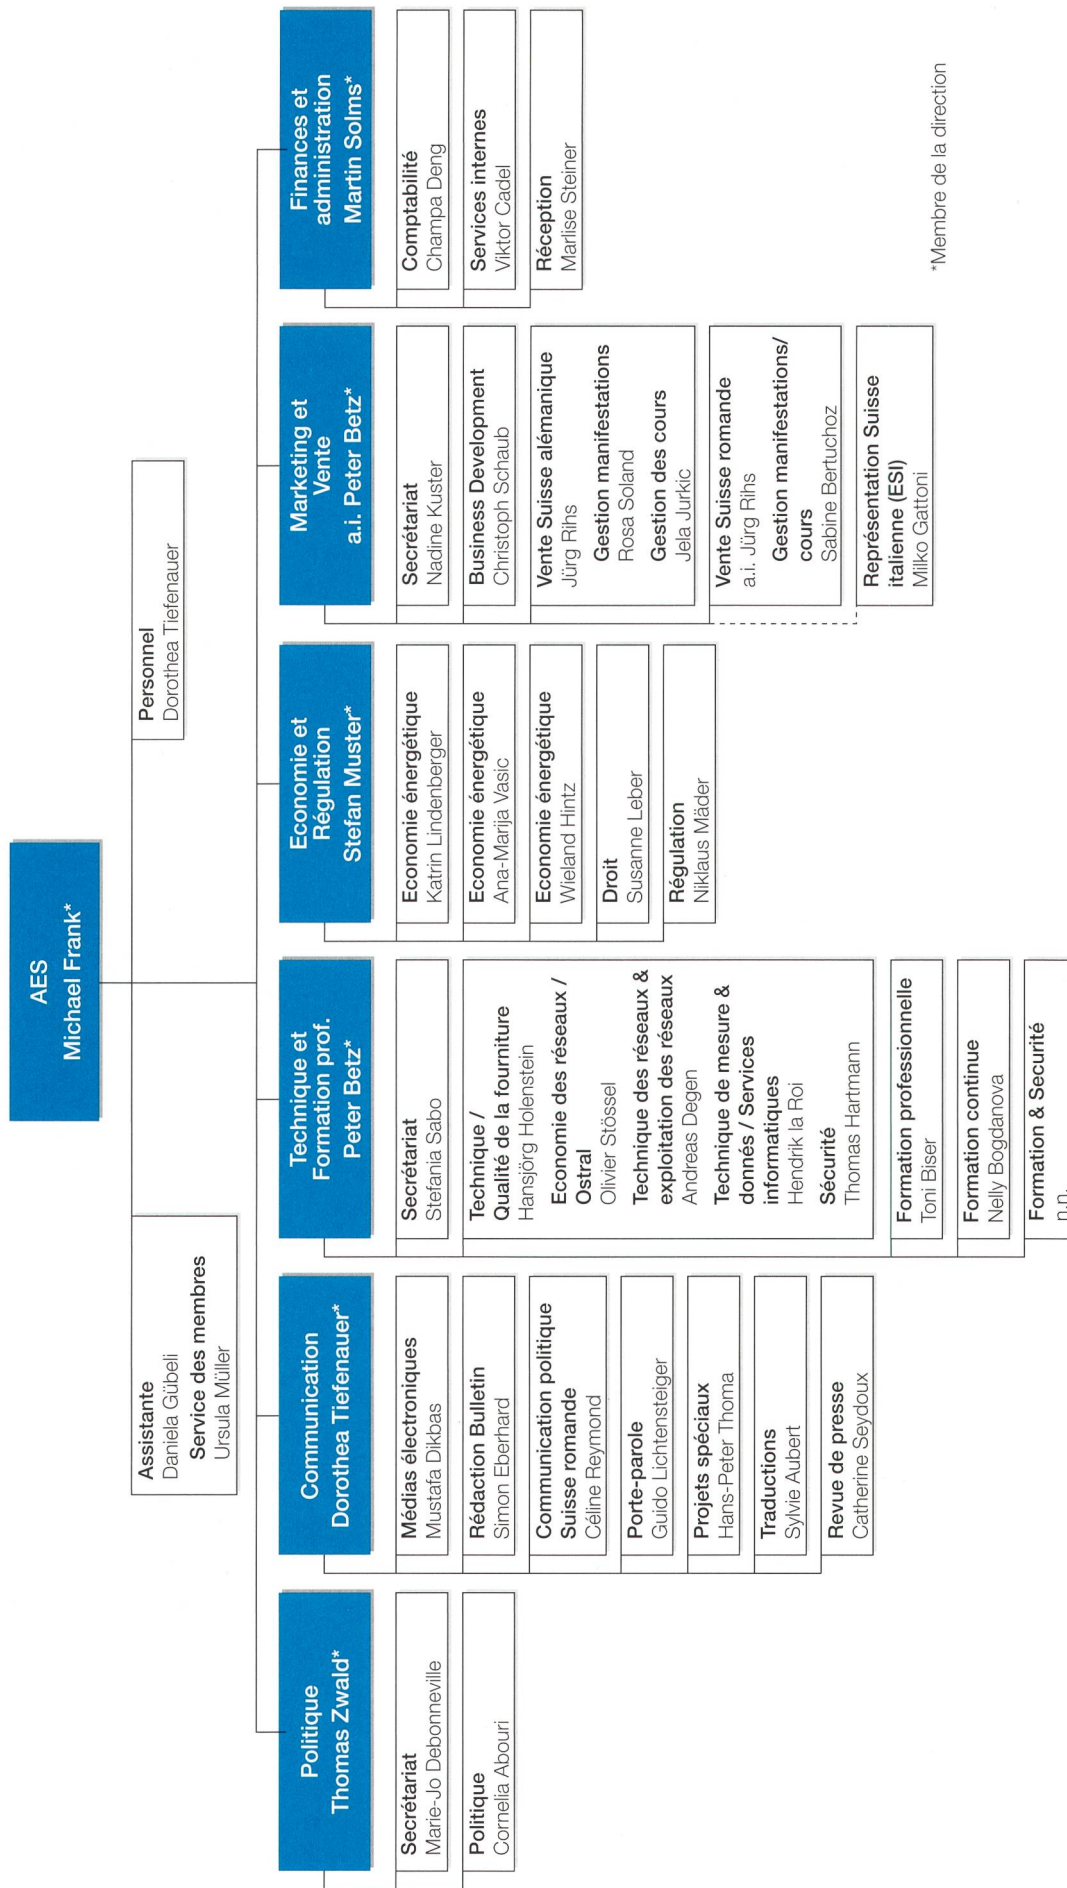 AES
Michael Frank*
Assistante
Daniela Gübeli
Service des membres
Ursula Müller
Personnel
Dorothea Tiefenauer
Politique
Thomas Zwald*
Secrétariat
Marie-Jo Debonneville
Politique
Cornelia Abouri
Communication
Dorothea Tiefenauer*
Médias électroniques
Mustafa Dikbas
Rédaction Bulletin
Simon Eberhard
Communication politique
Suisse romande
Céline Reymond
Porte-parole
Guido Lichtensteiger
Projets spéciaux
Hans-Peter Thoma
Traductions
Sylvie Aubert
Revue de presse
Catherine Seydoux
Technique et
Formation prof.
Peter Betz*
Secrétariat
Stefania Sabo
Technique /
Qualité de la fourniture
Hansjörg Holenstein
Economie des réseaux /
Ostral
Olivier Stössel
Technique des réseaux &
exploitation des réseaux
Andreas Degen
Technique de mesure &
donnés / Services
informatiques
Hendrik la Roi
Sécurité
Thomas Hartmann
Formation professionnelle
Toni Biser
Formation continue
Nelly Bogdanova
Formation & Securité
n.n.
Economie et
Régulation
Stefan Muster*
Economie énergétique
Katrin Lindenberger
Economie énergétique
Ana-Marija Vasic
Economie énergétique
Wieland Hintz
Droit
Susanne Leber
Régulation
Niklaus Mäder
Marketing et
Vente
a.i. Peter Betz*
Secrétariat
Nadine Kuster
Business Development
Christoph Schaub
Vente Suisse alémanique
Jürg Rihs
Gestion manifestations
Rosa Soland
Gestion des cours
Jela Jurkic
Vente Suisse romande
a.i. Jürg Rihs
Gestion manifestations/
cours
Sabine Bertuchoz
Représentation Suisse
italienne (ESI)
Milko Gattoni
Finances et
administration
Martin Solms*
Comptabilité
Champa Deng
Services internes
Viktor Cadel
Réception
Marlise Steiner
*Membre de la direction